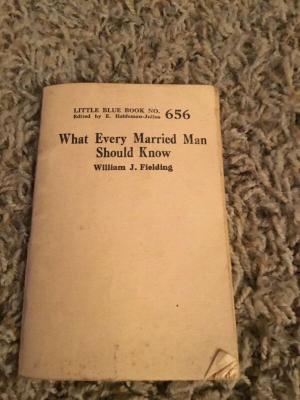 LITTLE BLUE BOOK NO. 656
Edited by E. Haldeman-Julius
What Every Married Man
Should Know
William J. Fielding